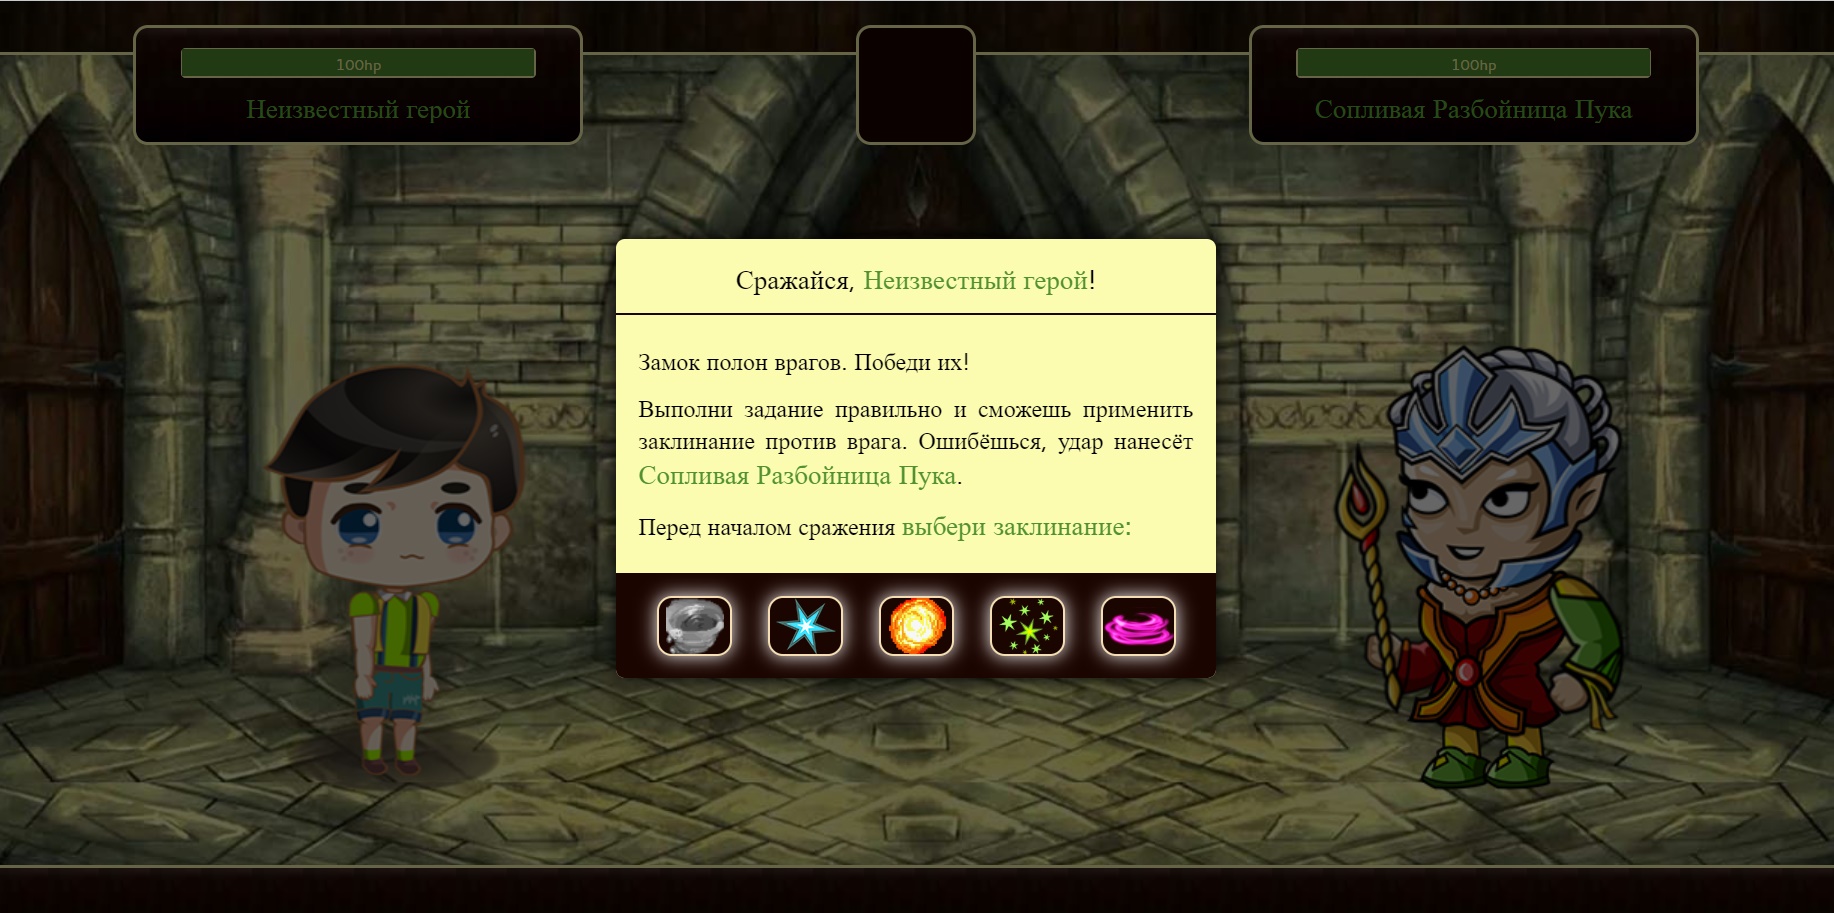 100hp
Неизвестный герой
100hp
Сопливая Разбойница Пука
Сражайся, Неизвестный герой!
Замок полон врагов. Победи их!
Выполни задание правильно и сможешь применить
заклинание против врага. Ошибёшься, удар нанесёт
Сопливая Разбойница Пука.
Перед началом сражения выбери заклинание: